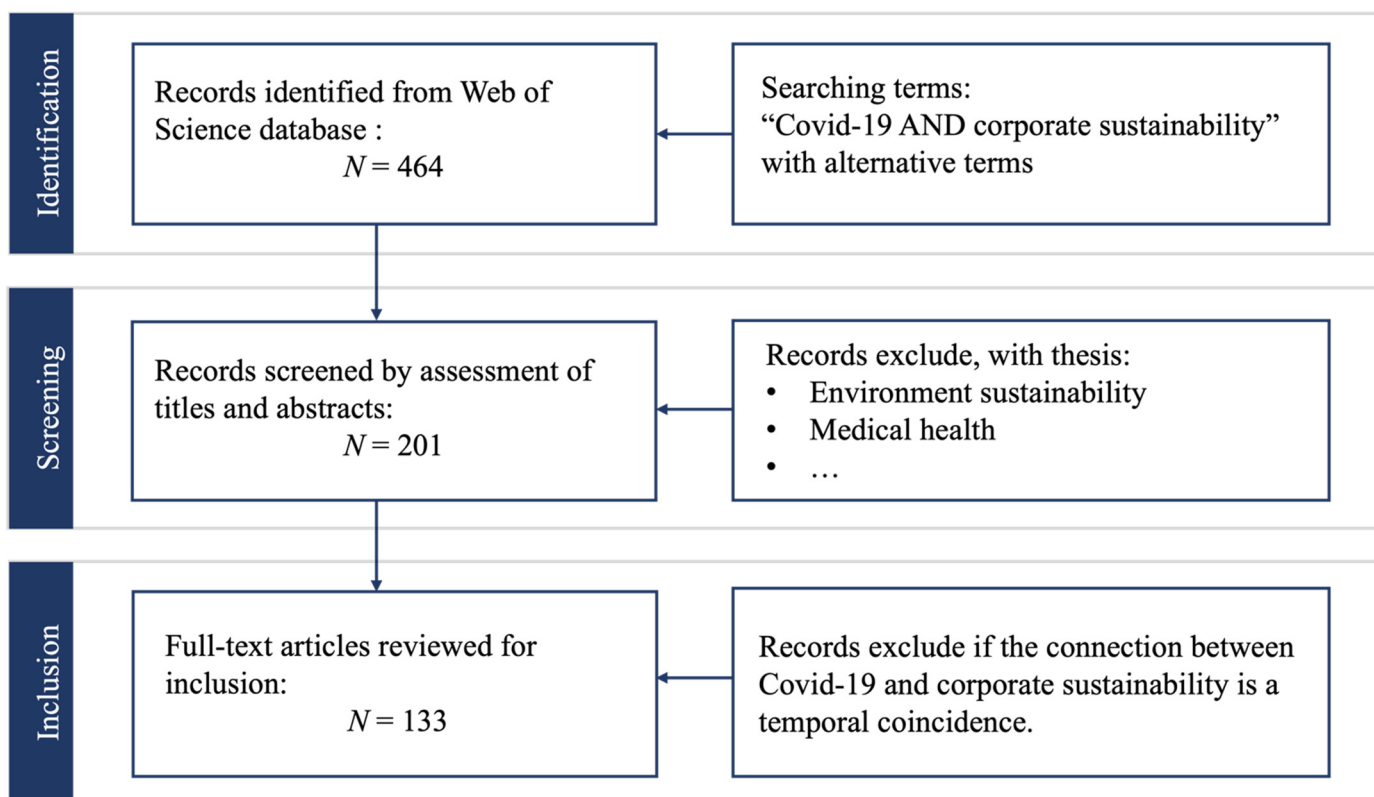 Identification
Records identified from Web of
Science database :
N = 464
Searching terms:
“Covid-19 AND corporate sustainability”
with alternative terms
Screening
Records screened by assessment of
titles and abstracts:
N = 201
Records exclude, with thesis:
• Environment sustainability
• Medical health
• …
Inclusion
Full-text articles reviewed for
inclusion:
N = 133
Records exclude if the connection between
Covid-19 and corporate sustainability is a
temporal coincidence.